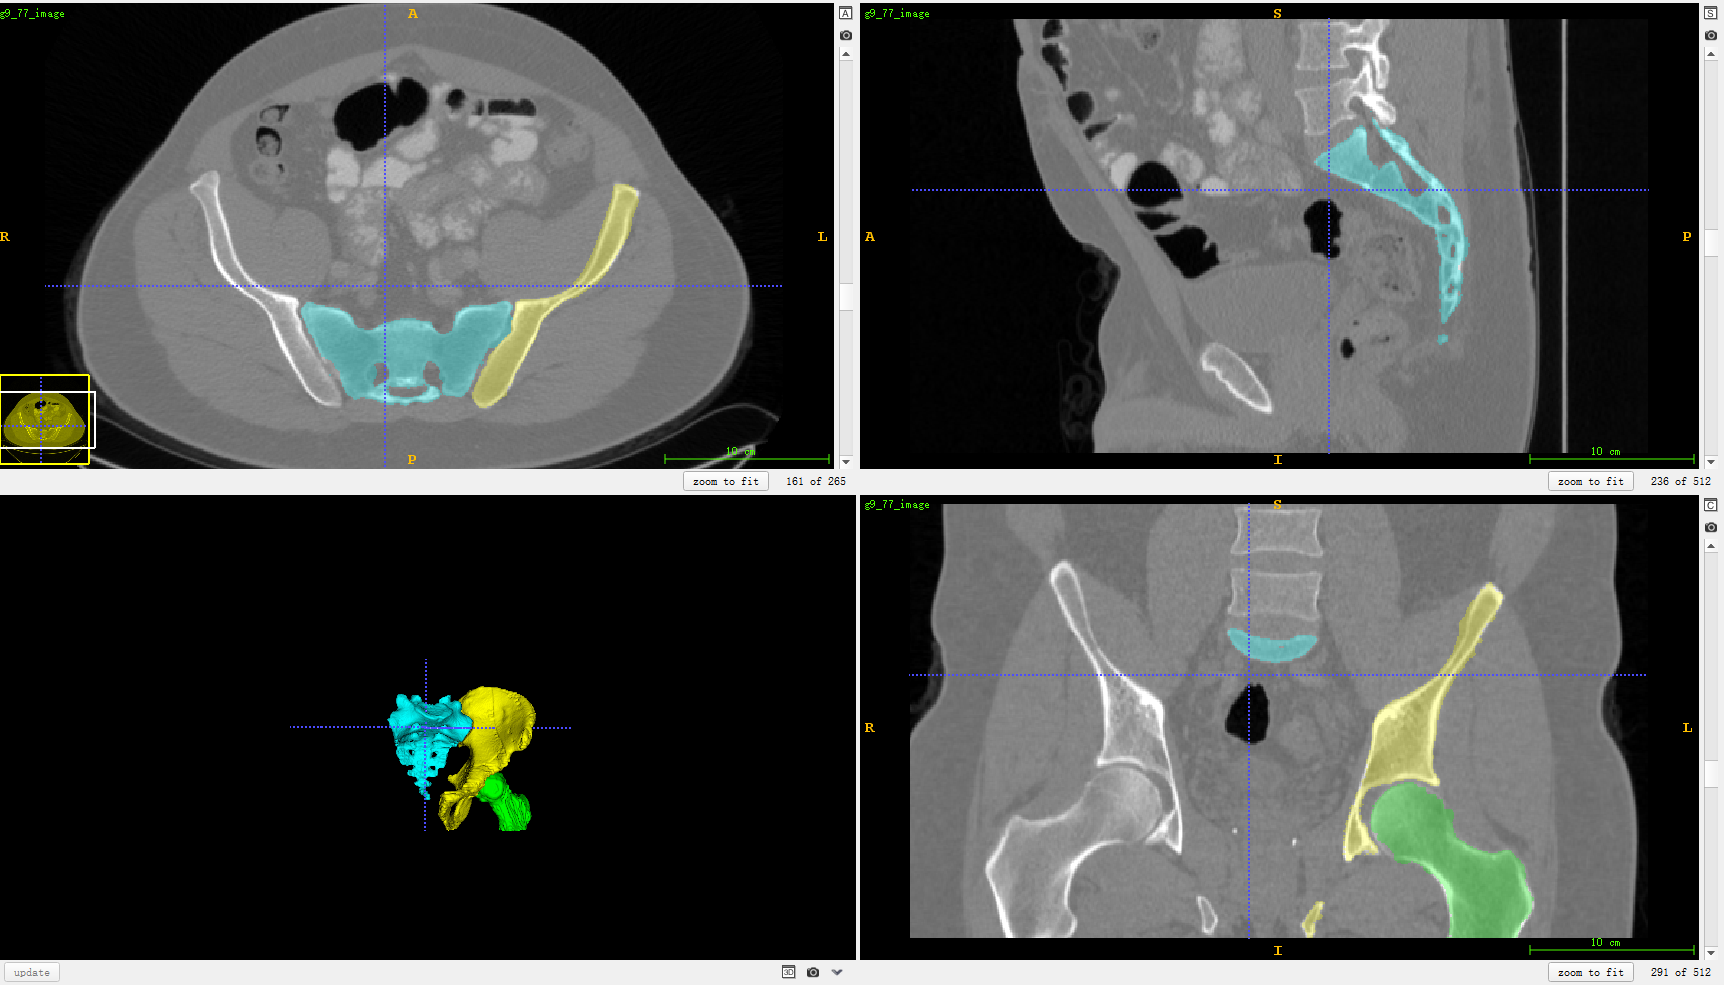 g9_77_image
A
A
R
L
P
10 cm
zoom to fit
161 of 265
g9_77_image
S
S
A
P
I
10 cm
zoom to fit
236 of 512
update
3D
g9_77_image
S
C
R
L
I
10 cm
zoom to fit
291 of 512